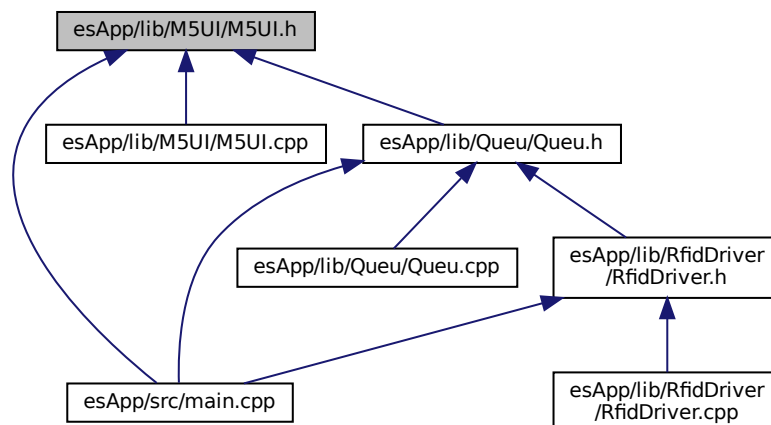 esApp/lib/M5UI/M5UI.h
esApp/lib/M5UI/M5UI.cpp
esApp/lib/Queu/Queu.h
esApp/lib/Queu/Queu.cpp
esApp/lib/RfidDriver
/RfidDriver.h
esApp/src/main.cpp
esApp/lib/RfidDriver
/RfidDriver.cpp